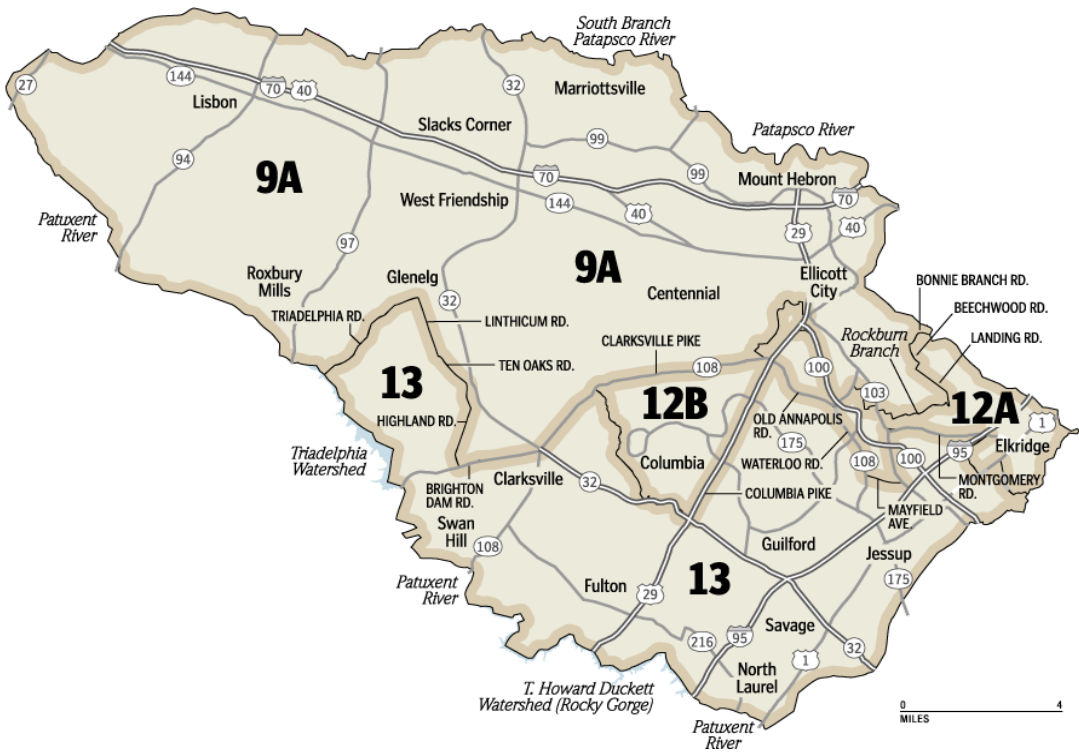 South Branch
Patapsco River
27
144
Lisbon
70
40
32
Marriottsville
Slacks Corner
99
Patapsco River
94
9A
70
99
Mount Hebron
70
West Friendship
144
40
29
40
Patuxent
River
97
Roxbury
Mills
Glenelg
32
9A
Centennial
Ellicott
City
BONNIE BRANCH RD.
BEECHWOOD RD.
LANDING RD.
TRIADELPHIA RD.
LINTHICUM RD.
CLARKSVILLE PIKE
Rockburn
Branch
TEN OAKS RD.
108
100
13
12B
103
12A
HIGHLAND RD.
OLD ANNAPOLIS
RD.
175
1
Elkridge
Triadelphia
Watershed
Columbia
WATERLOO RD.
108
100
95
MONTGOMERY
RD.
Clarksville
32
COLUMBIA PIKE
BRIGHTON
DAM RD.
MAYFIELD
AVE.
Swan
Hill
108
Guilford
Jessup
175
Patuxent
River
Fulton
29
13
Savage
216
95
1
32
North
Laurel
T. Howard Duckett
Watershed (Rocky Gorge)
Patuxent
River
0 4
MILES